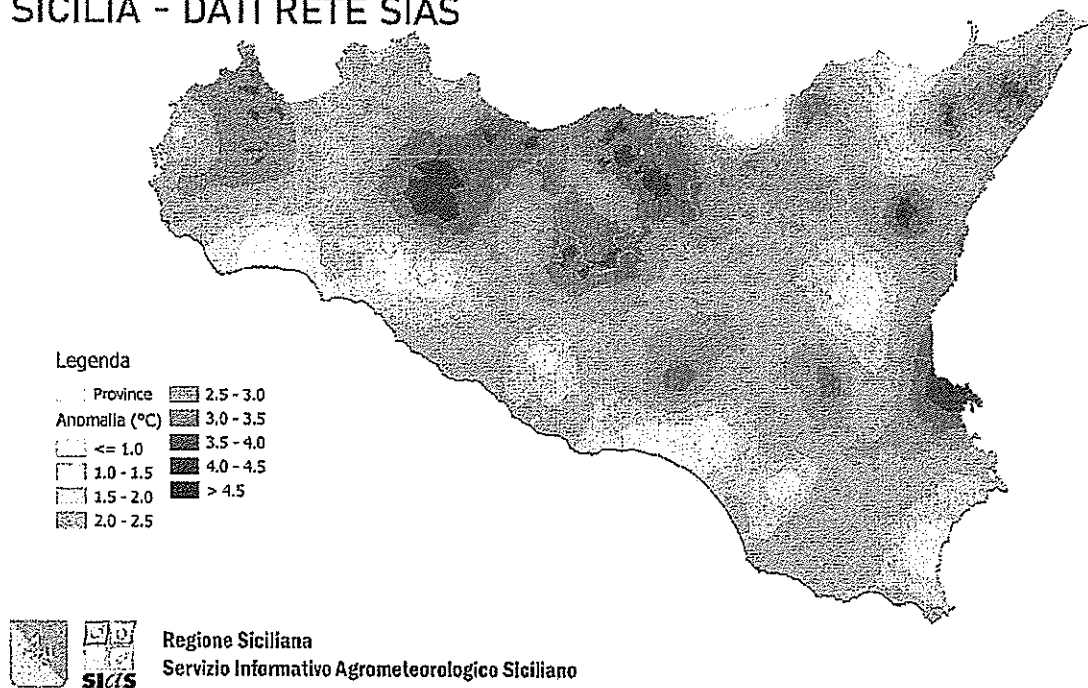 SICILIA - DATI RETE SIAS
Legenda
Province
Anomalia (°C)
<= 1.0
1.0 - 1.5
1.5 - 2.0
2.0 - 2.5
2.5 - 3.0
3.0 - 3.5
3.5 - 4.0
4.0 - 4.5
> 4.5
Regione Siciliana
Servizio Informativo Agrometeorologico Siciliano
SIAS